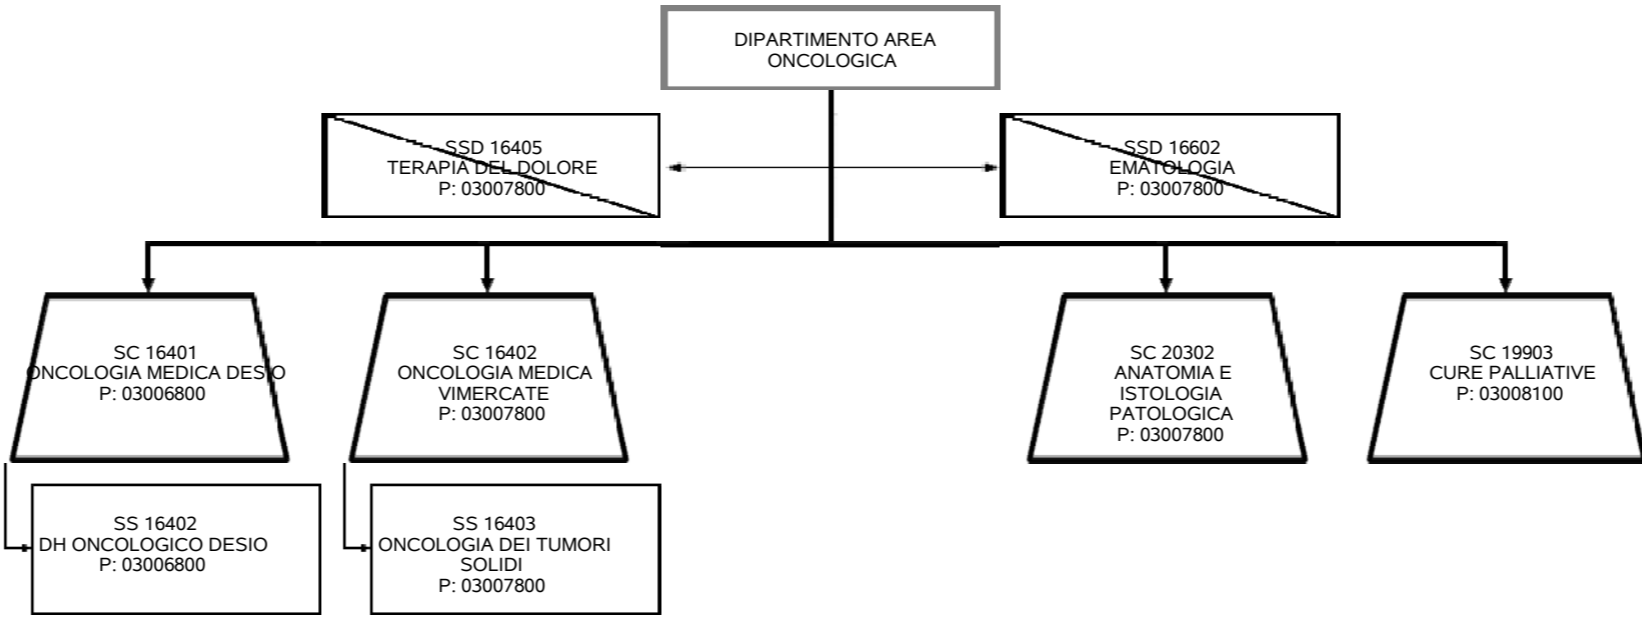 DIPARTIMENTO AREA
ONCOLOGICA
SSD 16405
TERAPIA DEL DOLORE
P: 03007800
SSD 16602
EMATOLOGIA
P: 03007800
SC 16401
ONCOLOGIA MEDICA DESIO
P: 03006800
SC 16402
ONCOLOGIA MEDICA
VIMERCATE
P: 03007800
SC 20302
ANATOMIA E
ISTOLOGIA
PATOLOGICA
P: 03007800
SC 19903
CURE PALLIATIVE
P: 03008100
SS 16402
DH ONCOLOGICO DESIO
P: 03006800
SS 16403
ONCOLOGIA DEI TUMORI
SOLIDI
P: 03007800